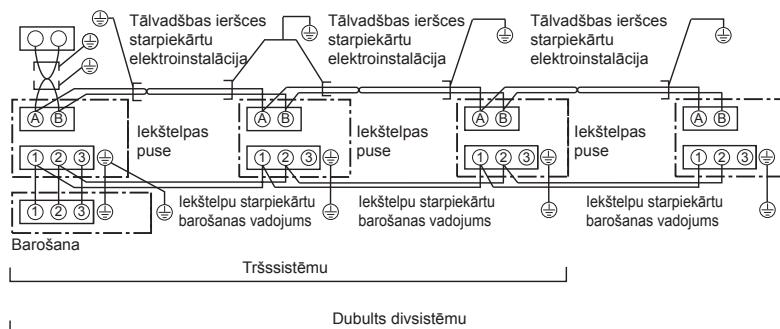 Tālvadības ierīces
starpiekārtu
elektroinstalācija
Tālvadības ierīces
starpiekārtu
elektroinstalācija
Tālvadības ierīces
starpiekārtu
elektroinstalācija
A B
A B
A B
A B
Iekštelpas
puse
Iekštelpas
puse
Iekštelpas
puse
1 2 3
1 2 3
1 2 3
1 2 3
1 2 3
Iekštelpu starpiekārtu
barošanas vadojums
Iekštelpu starpiekārtu
barošanas vadojums
Iekštelpu starpiekārtu
barošanas vadojums
Barošana
Tršssistēmu
Dubults divsistēmu